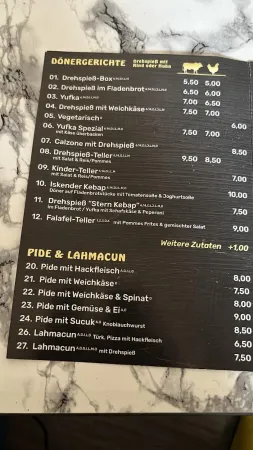 DÖNERGERICHTE Drehspieß mit
Rind oder Huhn
01. Drehspieß-Box 5,50 5,00
02. Drehspieß im Fladenbrot 6,50 6,00
03. Yufka 7,00 6,50
04. Drehspieß mit Weichkäse 7,50 7,00
05. Vegetarisch 6,00
06. Yufka Spezial 7,50 7,00
mit Käse überbacken
07. Calzone mit Drehspieß 8,50
08. Drehspieß-Teller 9,50 8,50
mit Salat & Reis/Pommes
09. Kinder-Teller 7,00
mit Salat & Reis/Pommes
10. Iskender Kebap 10,00
Döner auf Fladenbrotstücke mit Tomatensoße & Joghurtsoße
11. Drehspieß "Stern Kebap" 7,50
im Fladenbrot / Yufka mit Schafskäse & Peperoni
12. Falafel-Teller mit Pommes Frites & gemischter Salat 9,00
Weitere Zutaten +1,00
PIDE & LAHMACUN
20. Pide mit Hackfleisch 8,00
21. Pide mit Weichkäse 7,50
22. Pide mit Weichkäse & Spinat 8,00
23. Pide mit Gemüse & Ei 9,00
24. Pide mit Sucuk Knoblauchwurst 8,50
26. Lahmacun Türk. Pizza mit Hackfleisch 6,50
27. Lahmacun mit Drehspieß 7,50